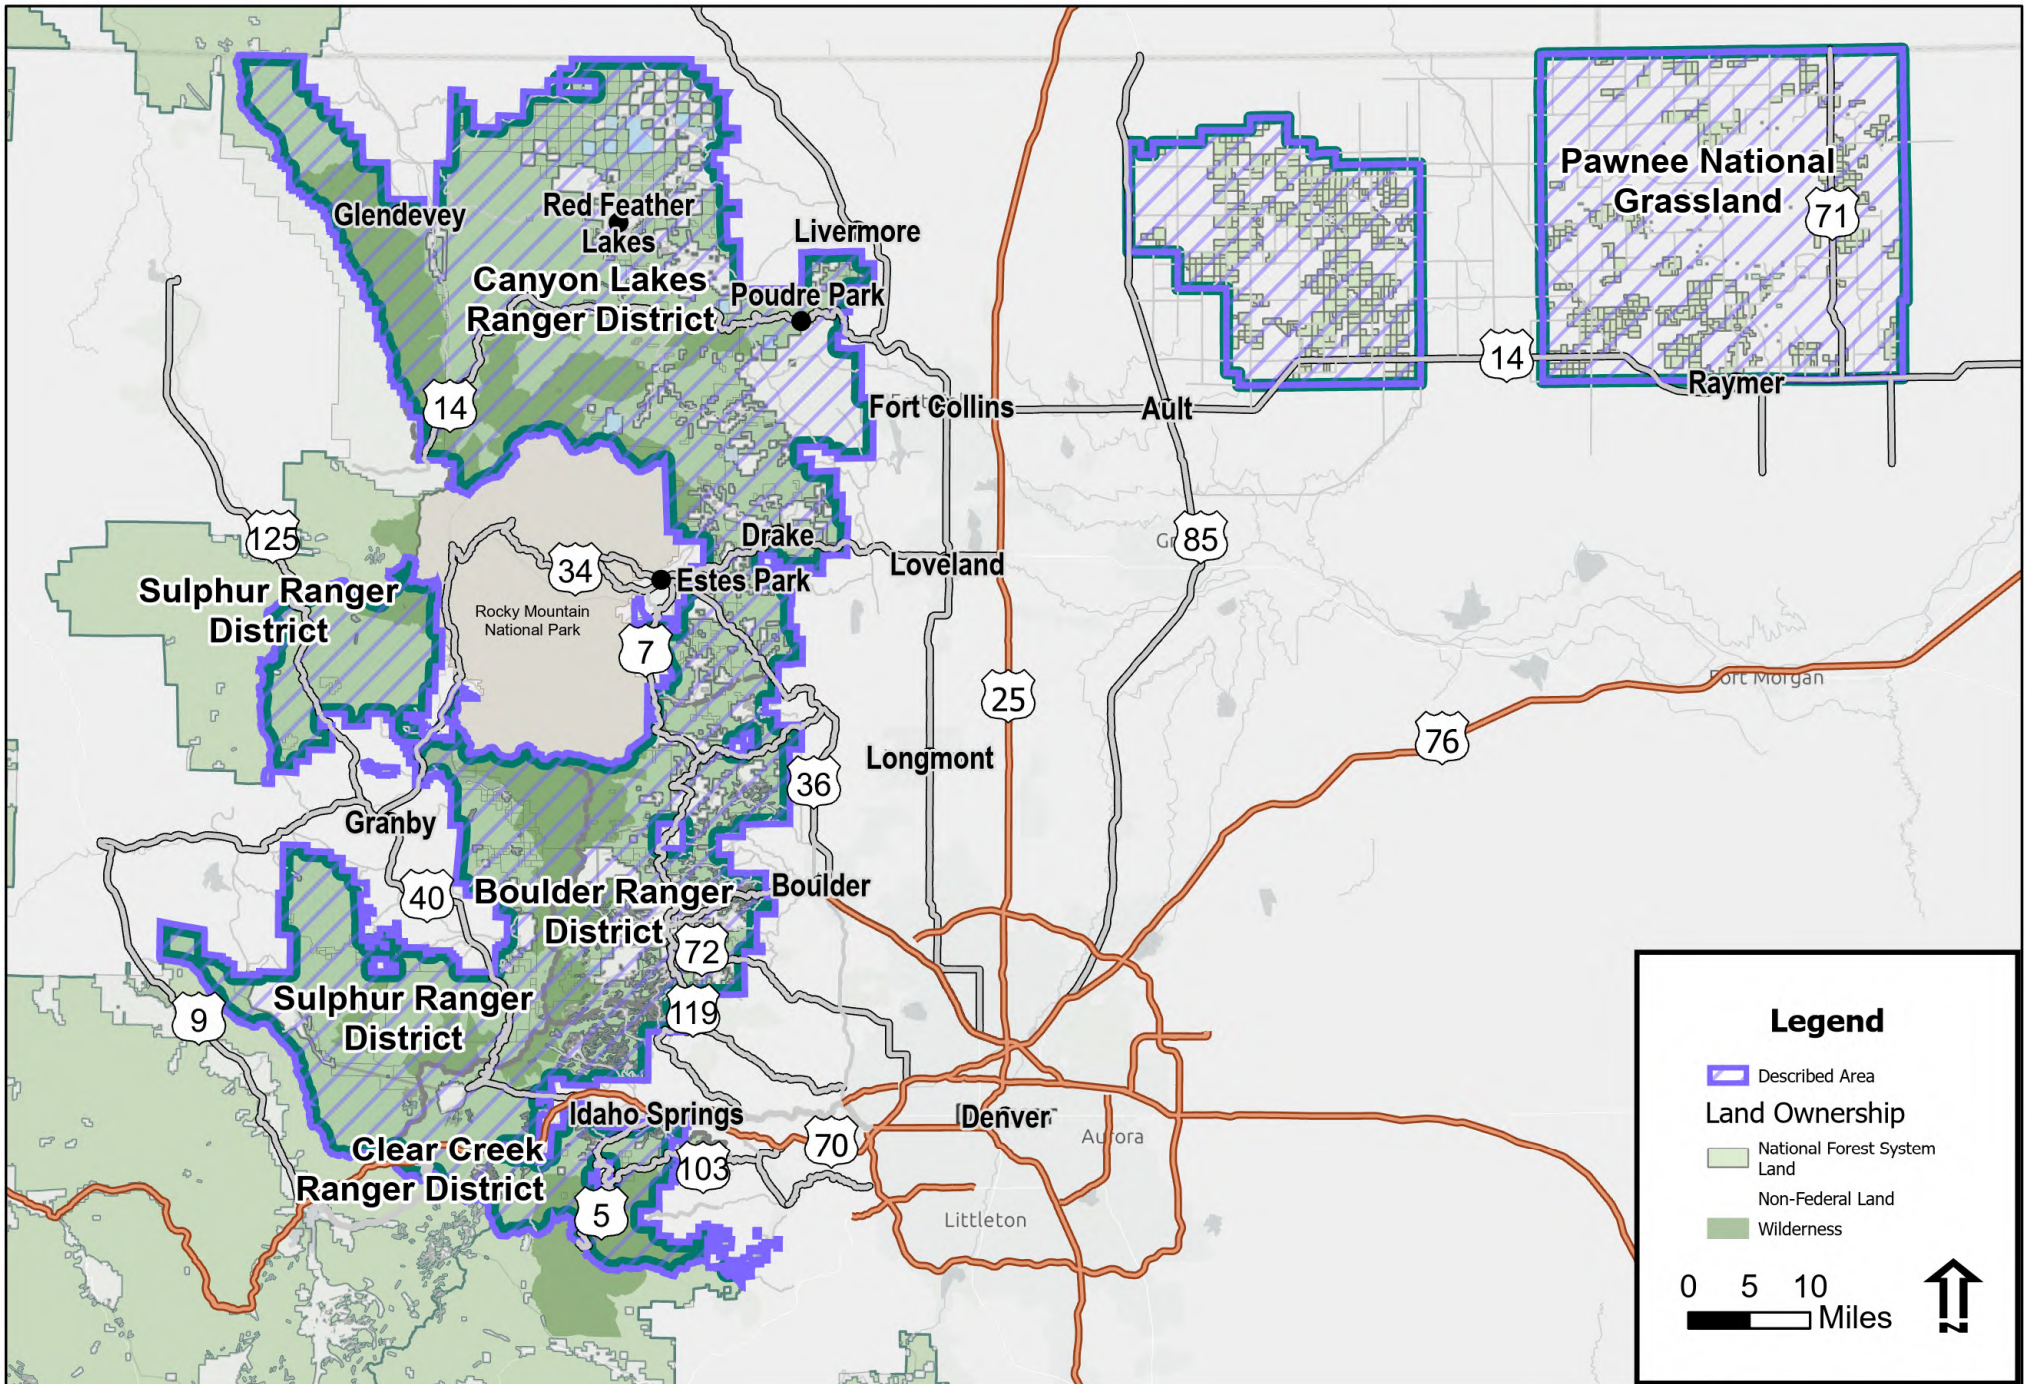 Glendevey
Red Feather
Lakes
Livermore
Canyon Lakes
Ranger District
Poudre Park
Pawnee National
Grassland
71
14
14
Raymer
Fort Collins
Ault
125
Drake
85
34
Estes Park
Loveland
Sulphur Ranger
District
Rocky Mountain
National Park
7
25
Fort Morgan
76
Longmont
36
Granby
40
Boulder Ranger
District
Boulder
72
Sulphur Ranger
District
9
119
Idaho Springs
Denver
Aurora
Clear Creek
Ranger District
70
103
5
Littleton
Legend
Described Area
Land Ownership
National Forest System
Land
Non-Federal Land
Wilderness
0 5 10
Miles
N